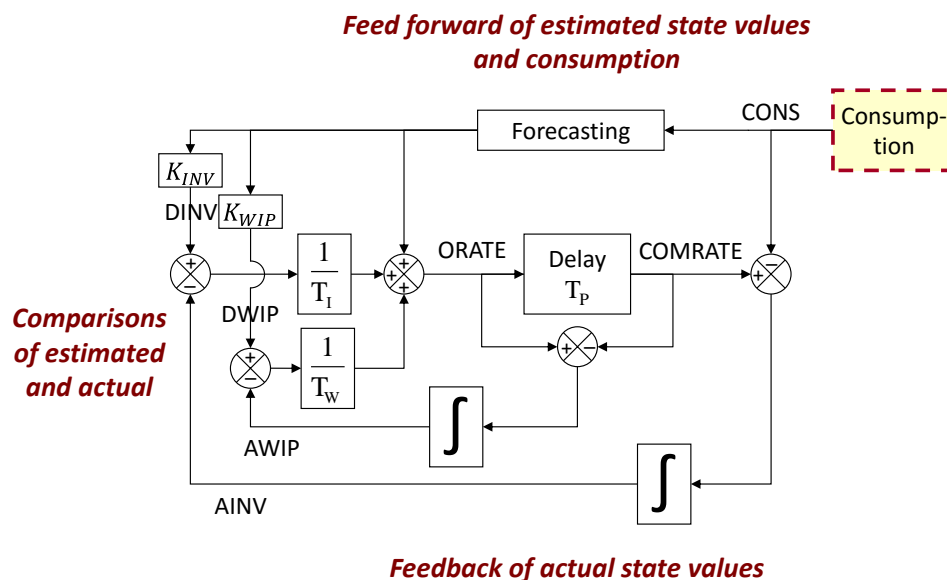 Feed forward of estimated state values
and consumption
CONS
Consump-
tion
Forecasting
K_INV
K_WIP
DINV
+
−
1
T_I
+
+
+
ORATE
Delay
T_P
COMRATE
−
+
DWIP
Comparisons
of estimated
and actual
+
−
1
T_W
+
−
∫
AWIP
∫
AINV
Feedback of actual state values